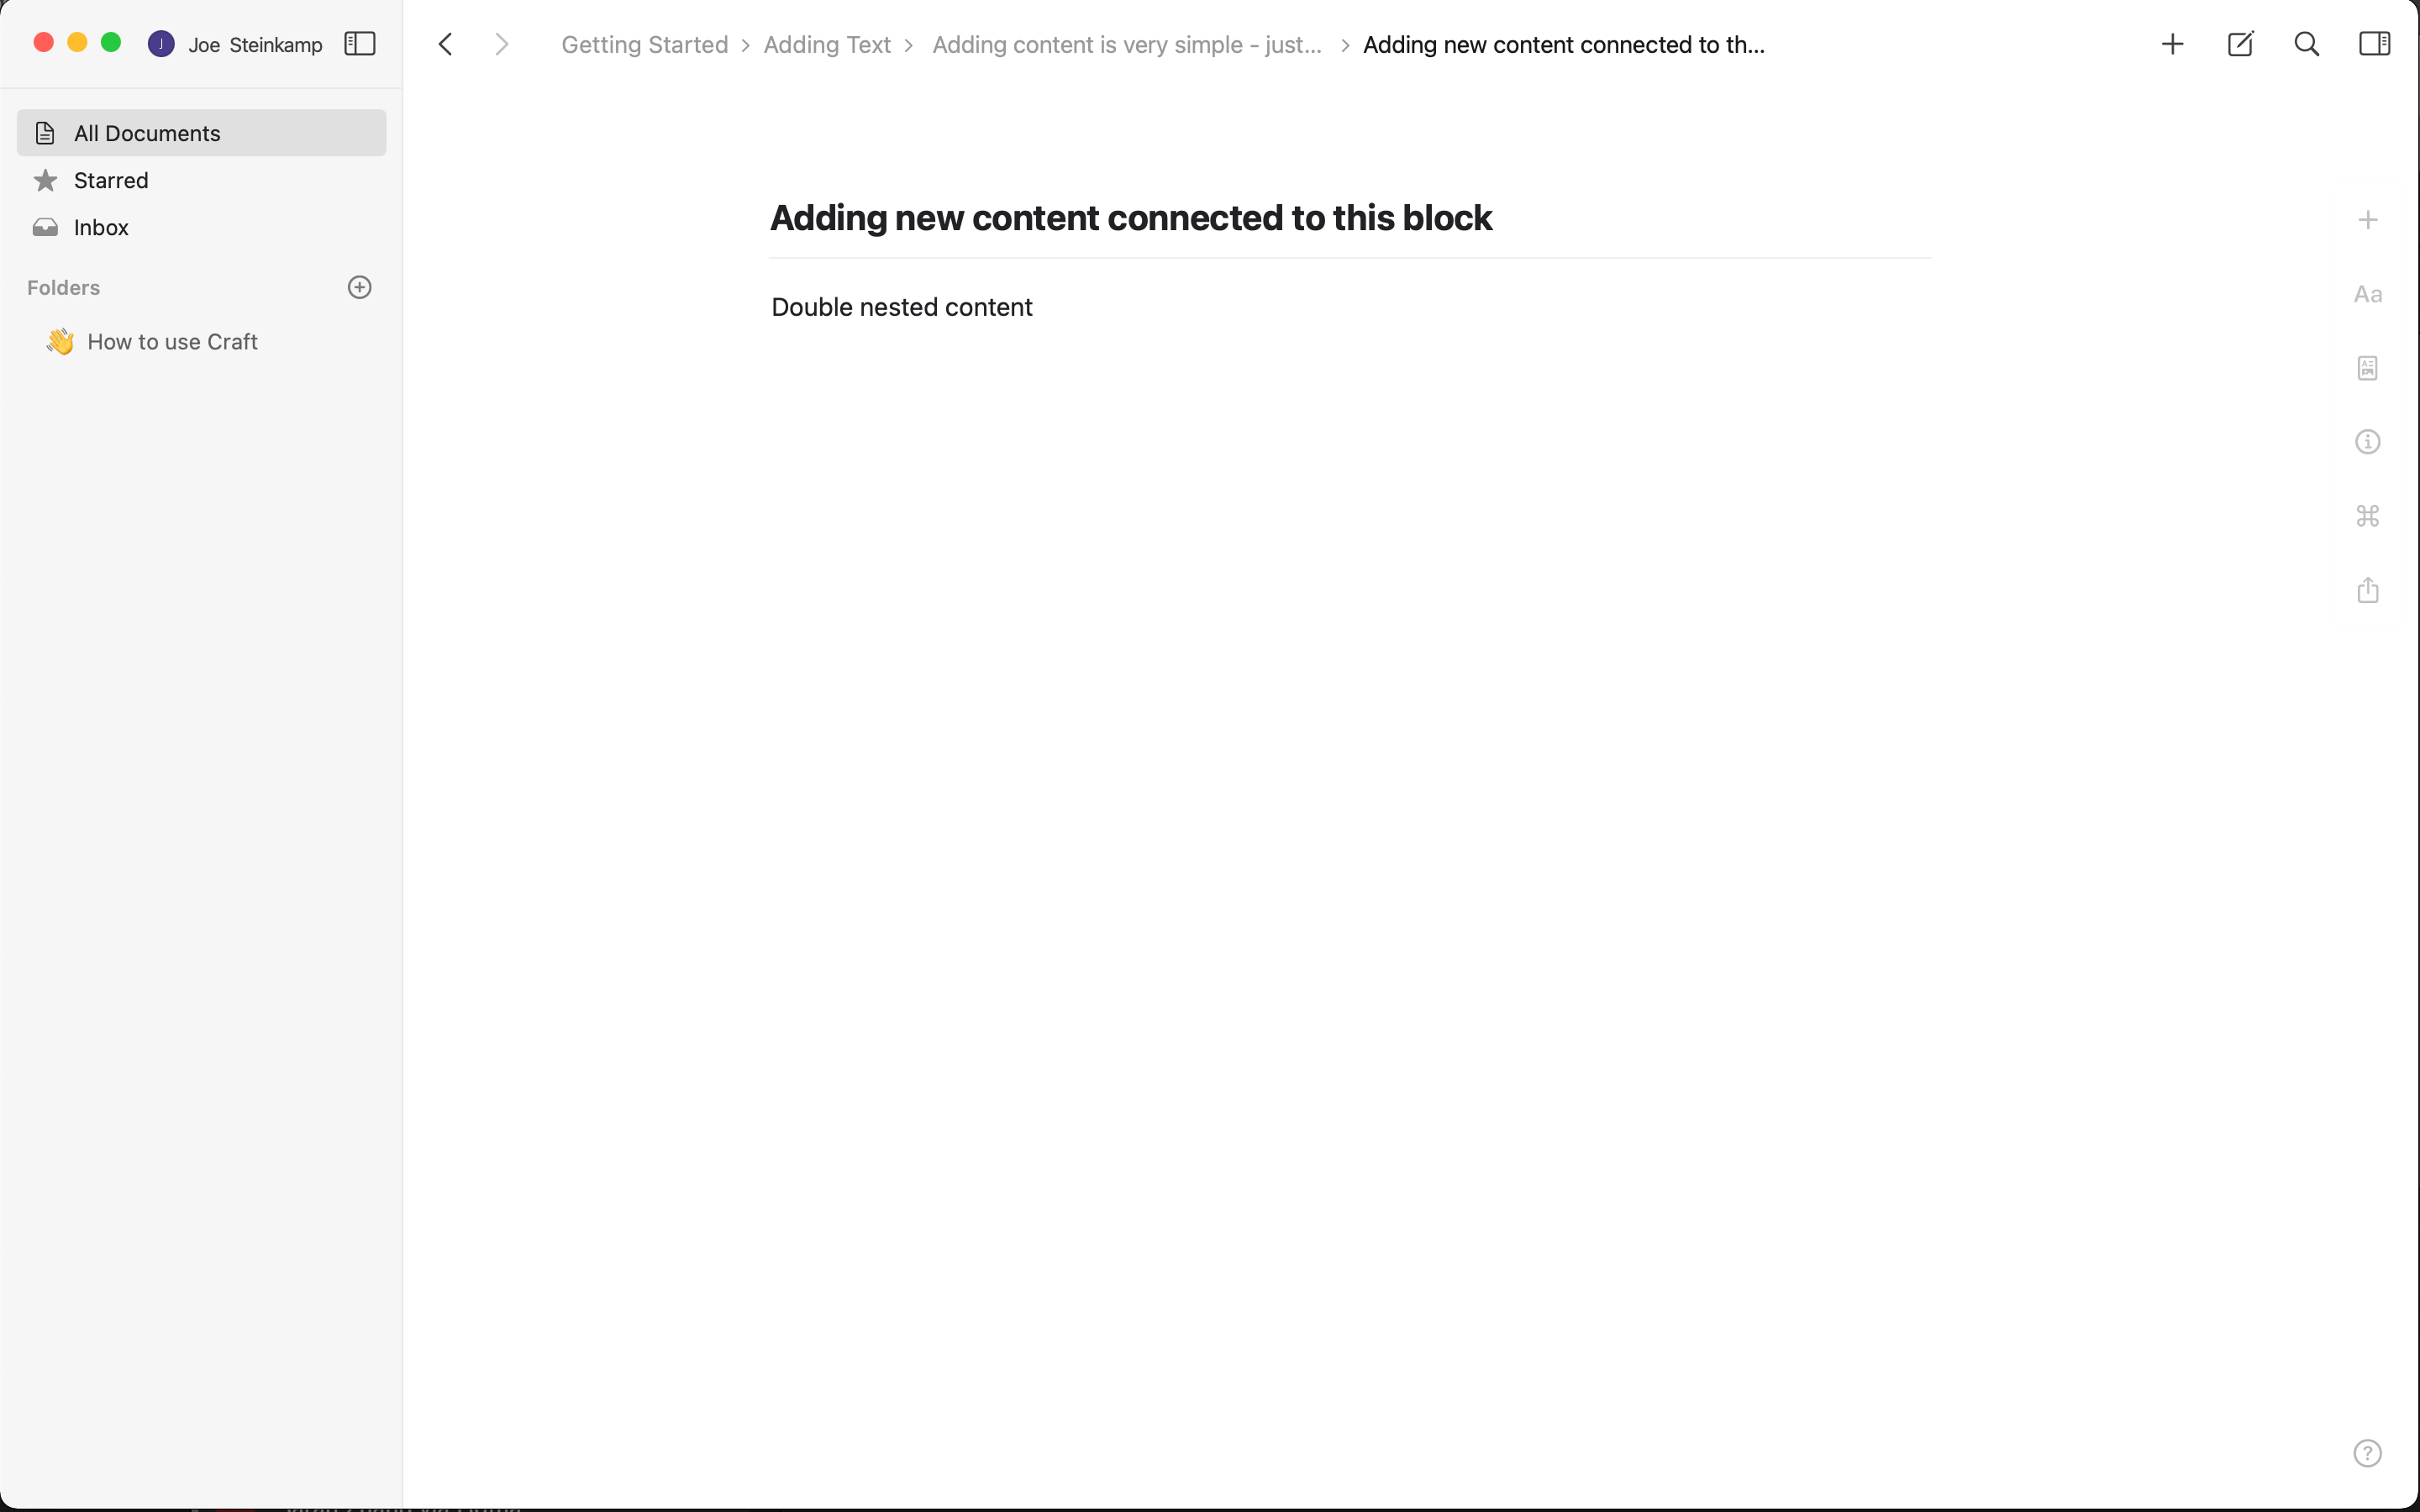 J Joe Steinkamp
Getting Started > Adding Text > Adding content is very simple - just... > Adding new content connected to th...
All Documents
Starred
Inbox
Folders
👋 How to use Craft
Adding new content connected to this block
Double nested content
Aa
?